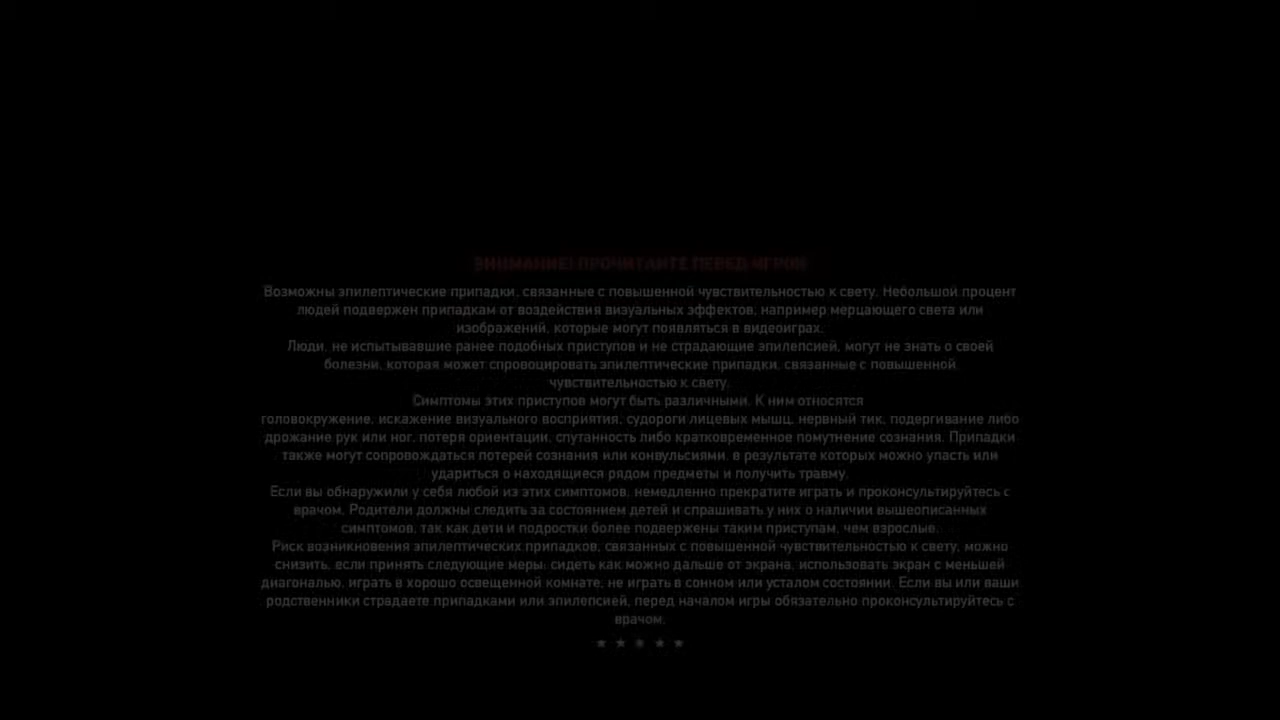 ВНИМАНИЕ! ПРОЧИТАЙТЕ ПЕРЕД ИГРОЙ
Возможны эпилептические припадки, связанные с повышенной чувствительностью к свету. Небольшой процент
людей подвержен припадкам от воздействия визуальных эффектов, например мерцающего света или
изображений, которые могут появляться в видеоиграх.
Люди, не испытывавшие ранее подобных приступов и не страдающие эпилепсией, могут не знать о своей
болезни, которая может спровоцировать эпилептические припадки, связанные с повышенной
чувствительностью к свету.
Симптомы этих приступов могут быть различными. К ним относятся
головокружение, искажение визуального восприятия, судороги лицевых мышц, нервный тик, подергивание либо
дрожание рук или ног, потеря ориентации, спутанность либо кратковременное помутнение сознания. Припадки
также могут сопровождаться потерей сознания или конвульсиями, в результате которых можно упасть или
удариться о находящиеся рядом предметы и получить травму.
Если вы обнаружили у себя любой из этих симптомов, немедленно прекратите играть и проконсультируйтесь с
врачом. Родители должны следить за состоянием детей и спрашивать у них о наличии вышеописанных
симптомов, так как дети и подростки более подвержены таким приступам, чем взрослые.
Риск возникновения эпилептических припадков, связанных с повышенной чувствительностью к свету, можно
снизить, если принять следующие меры: сидеть как можно дальше от экрана, использовать экран с меньшей
диагональю, играть в хорошо освещенной комнате, не играть в сонном или усталом состоянии. Если вы или ваши
родственники страдаете припадками или эпилепсией, перед началом игры обязательно проконсультируйтесь с
врачом.